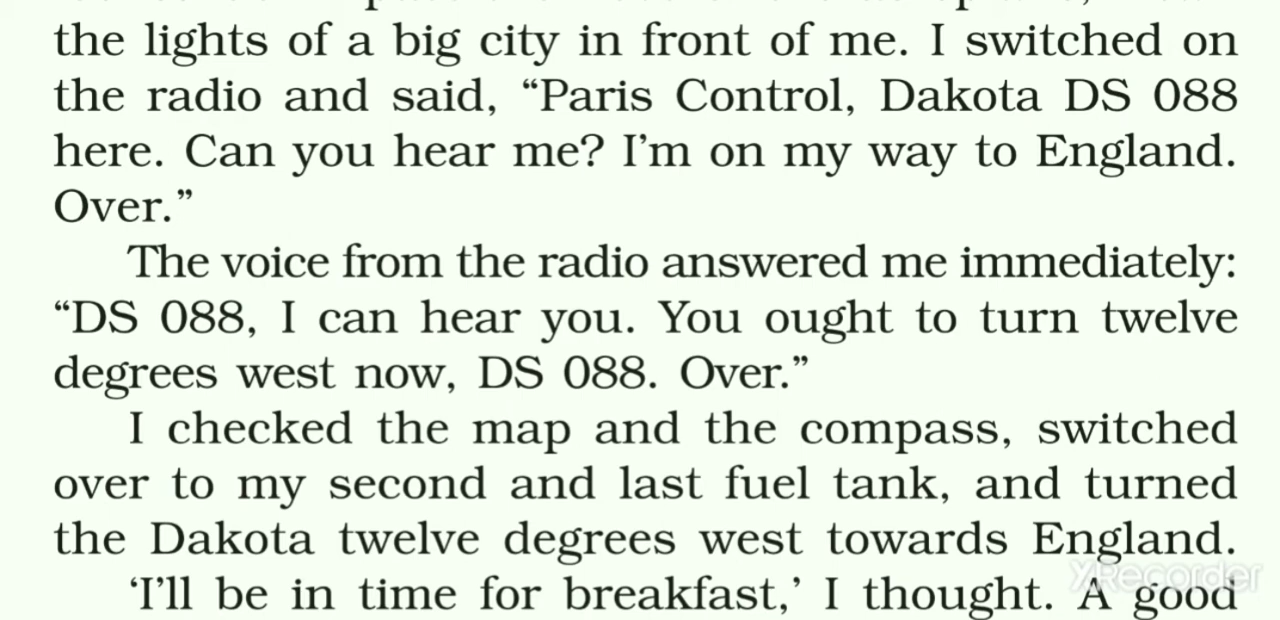 the lights of a big city in front of me. I switched on
the radio and said, “Paris Control, Dakota DS 088
here. Can you hear me? I’m on my way to England.
Over.”
The voice from the radio answered me immediately:
“DS 088, I can hear you. You ought to turn twelve
degrees west now, DS 088. Over.”
I checked the map and the compass, switched
over to my second and last fuel tank, and turned
the Dakota twelve degrees west towards England.
‘I’ll be in time for breakfast,’ I thought. A good
XRecorder